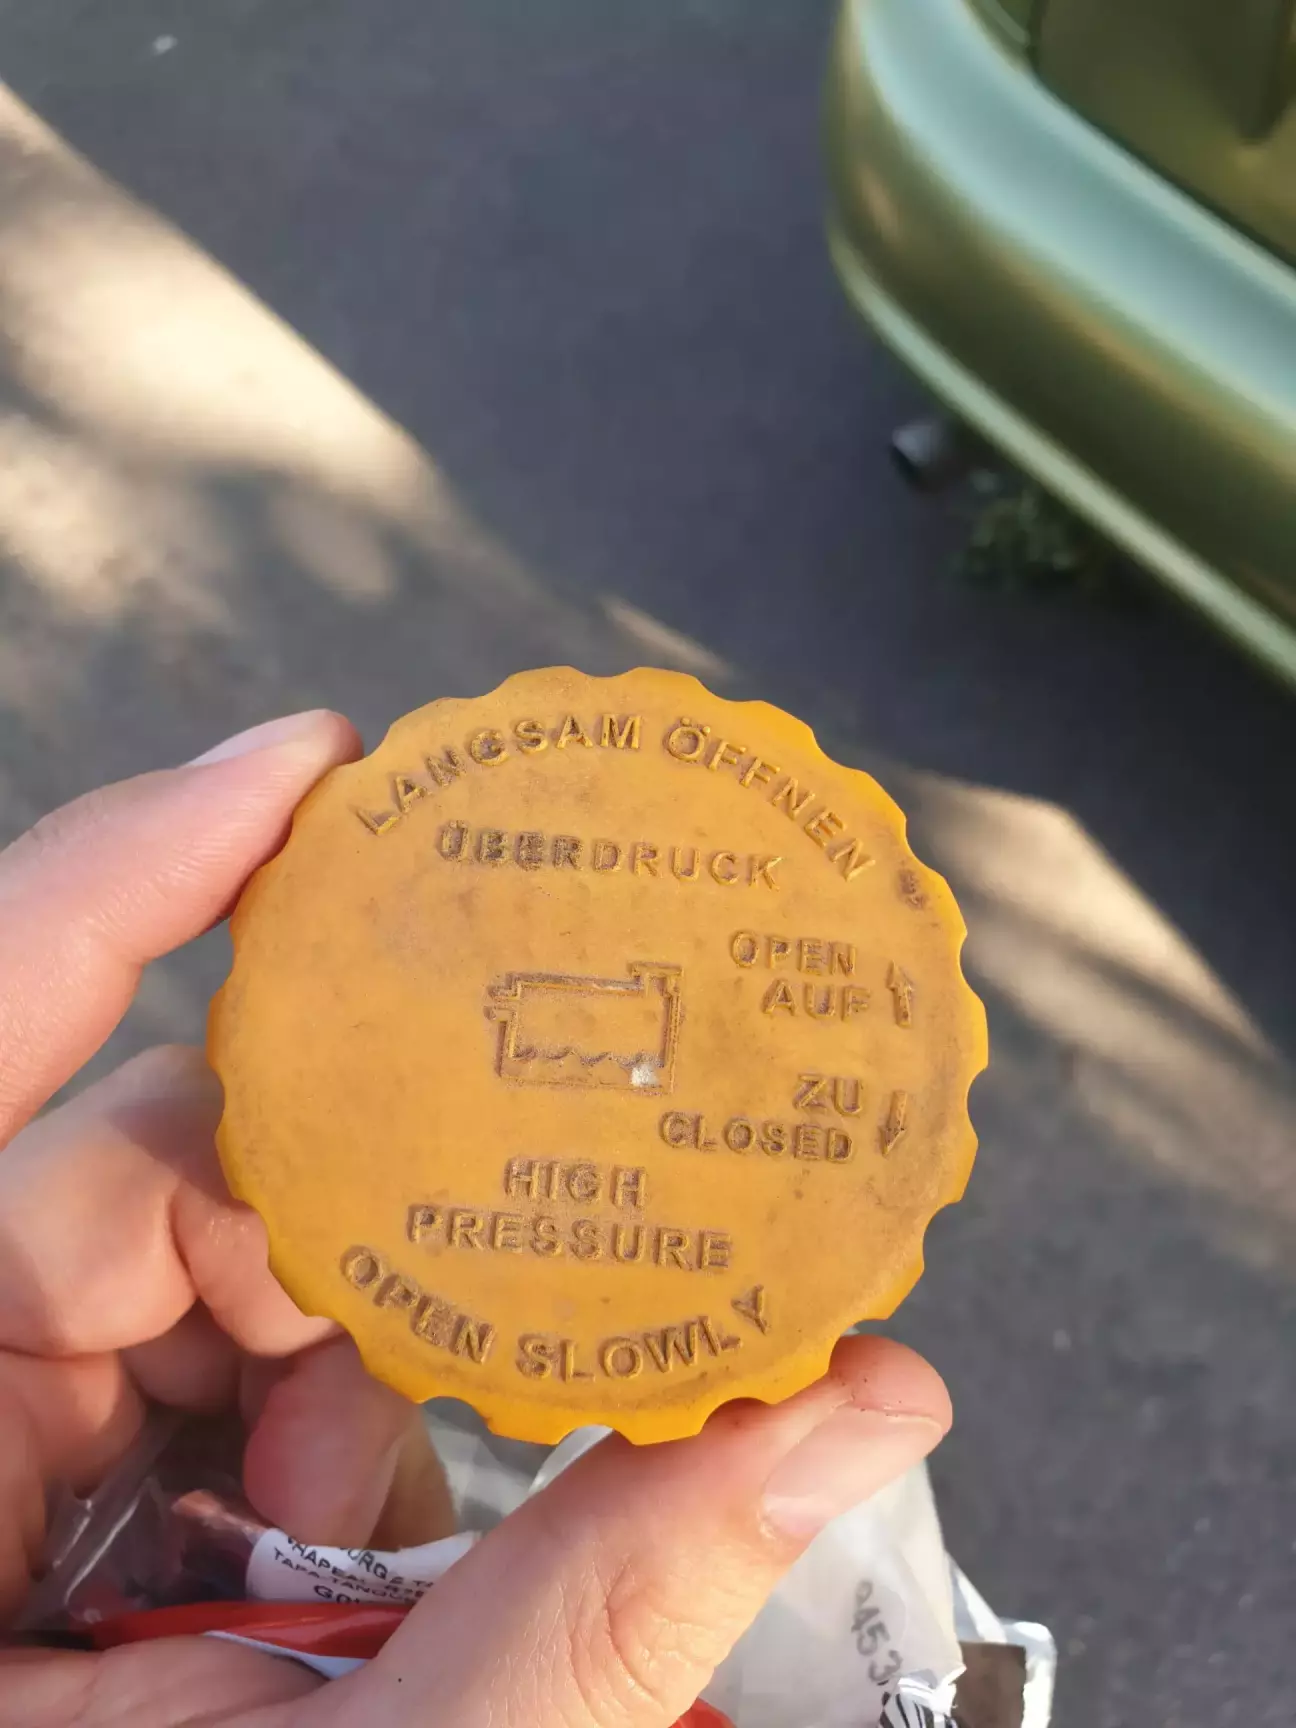 LANGSAM ÖFFNEN
ÜBERDRUCK
OPEN
AUF
ZU
CLOSED
HIGH
PRESSURE
OPEN SLOWLY